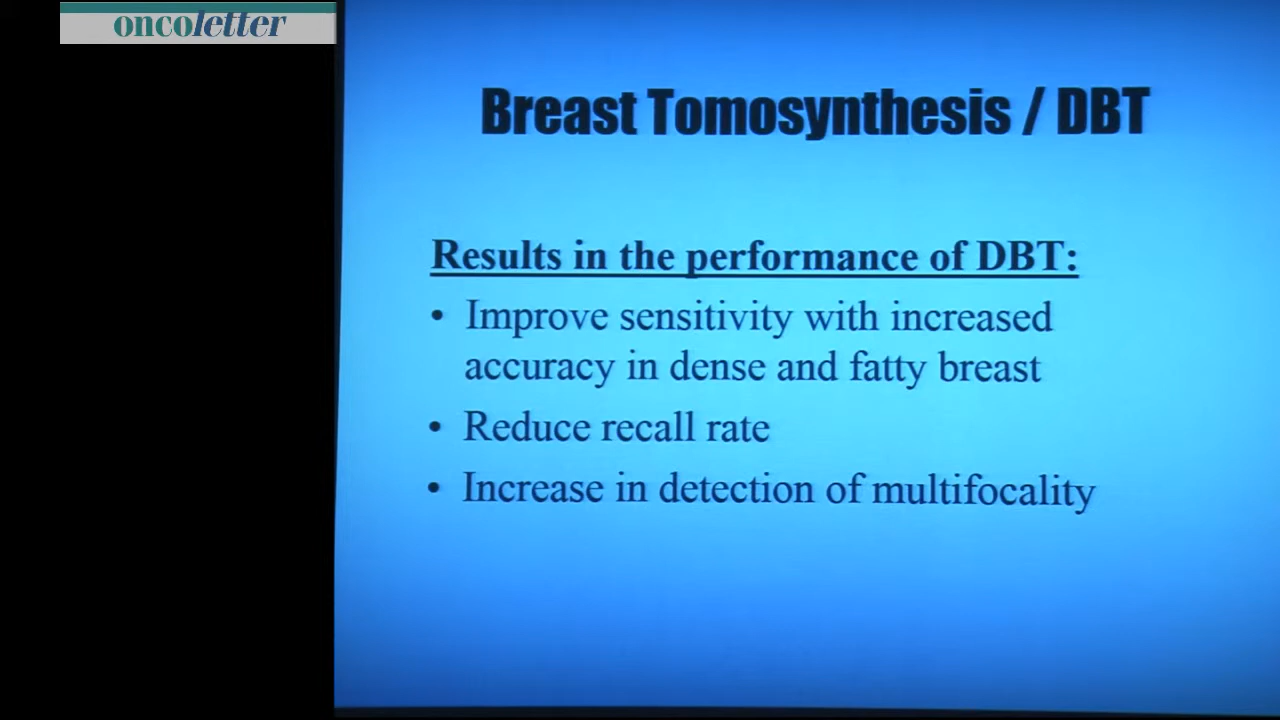 oncoletter
Breast Tomosynthesis / DBT
Results in the performance of DBT:
• Improve sensitivity with increased
accuracy in dense and fatty breast
• Reduce recall rate
• Increase in detection of multifocality